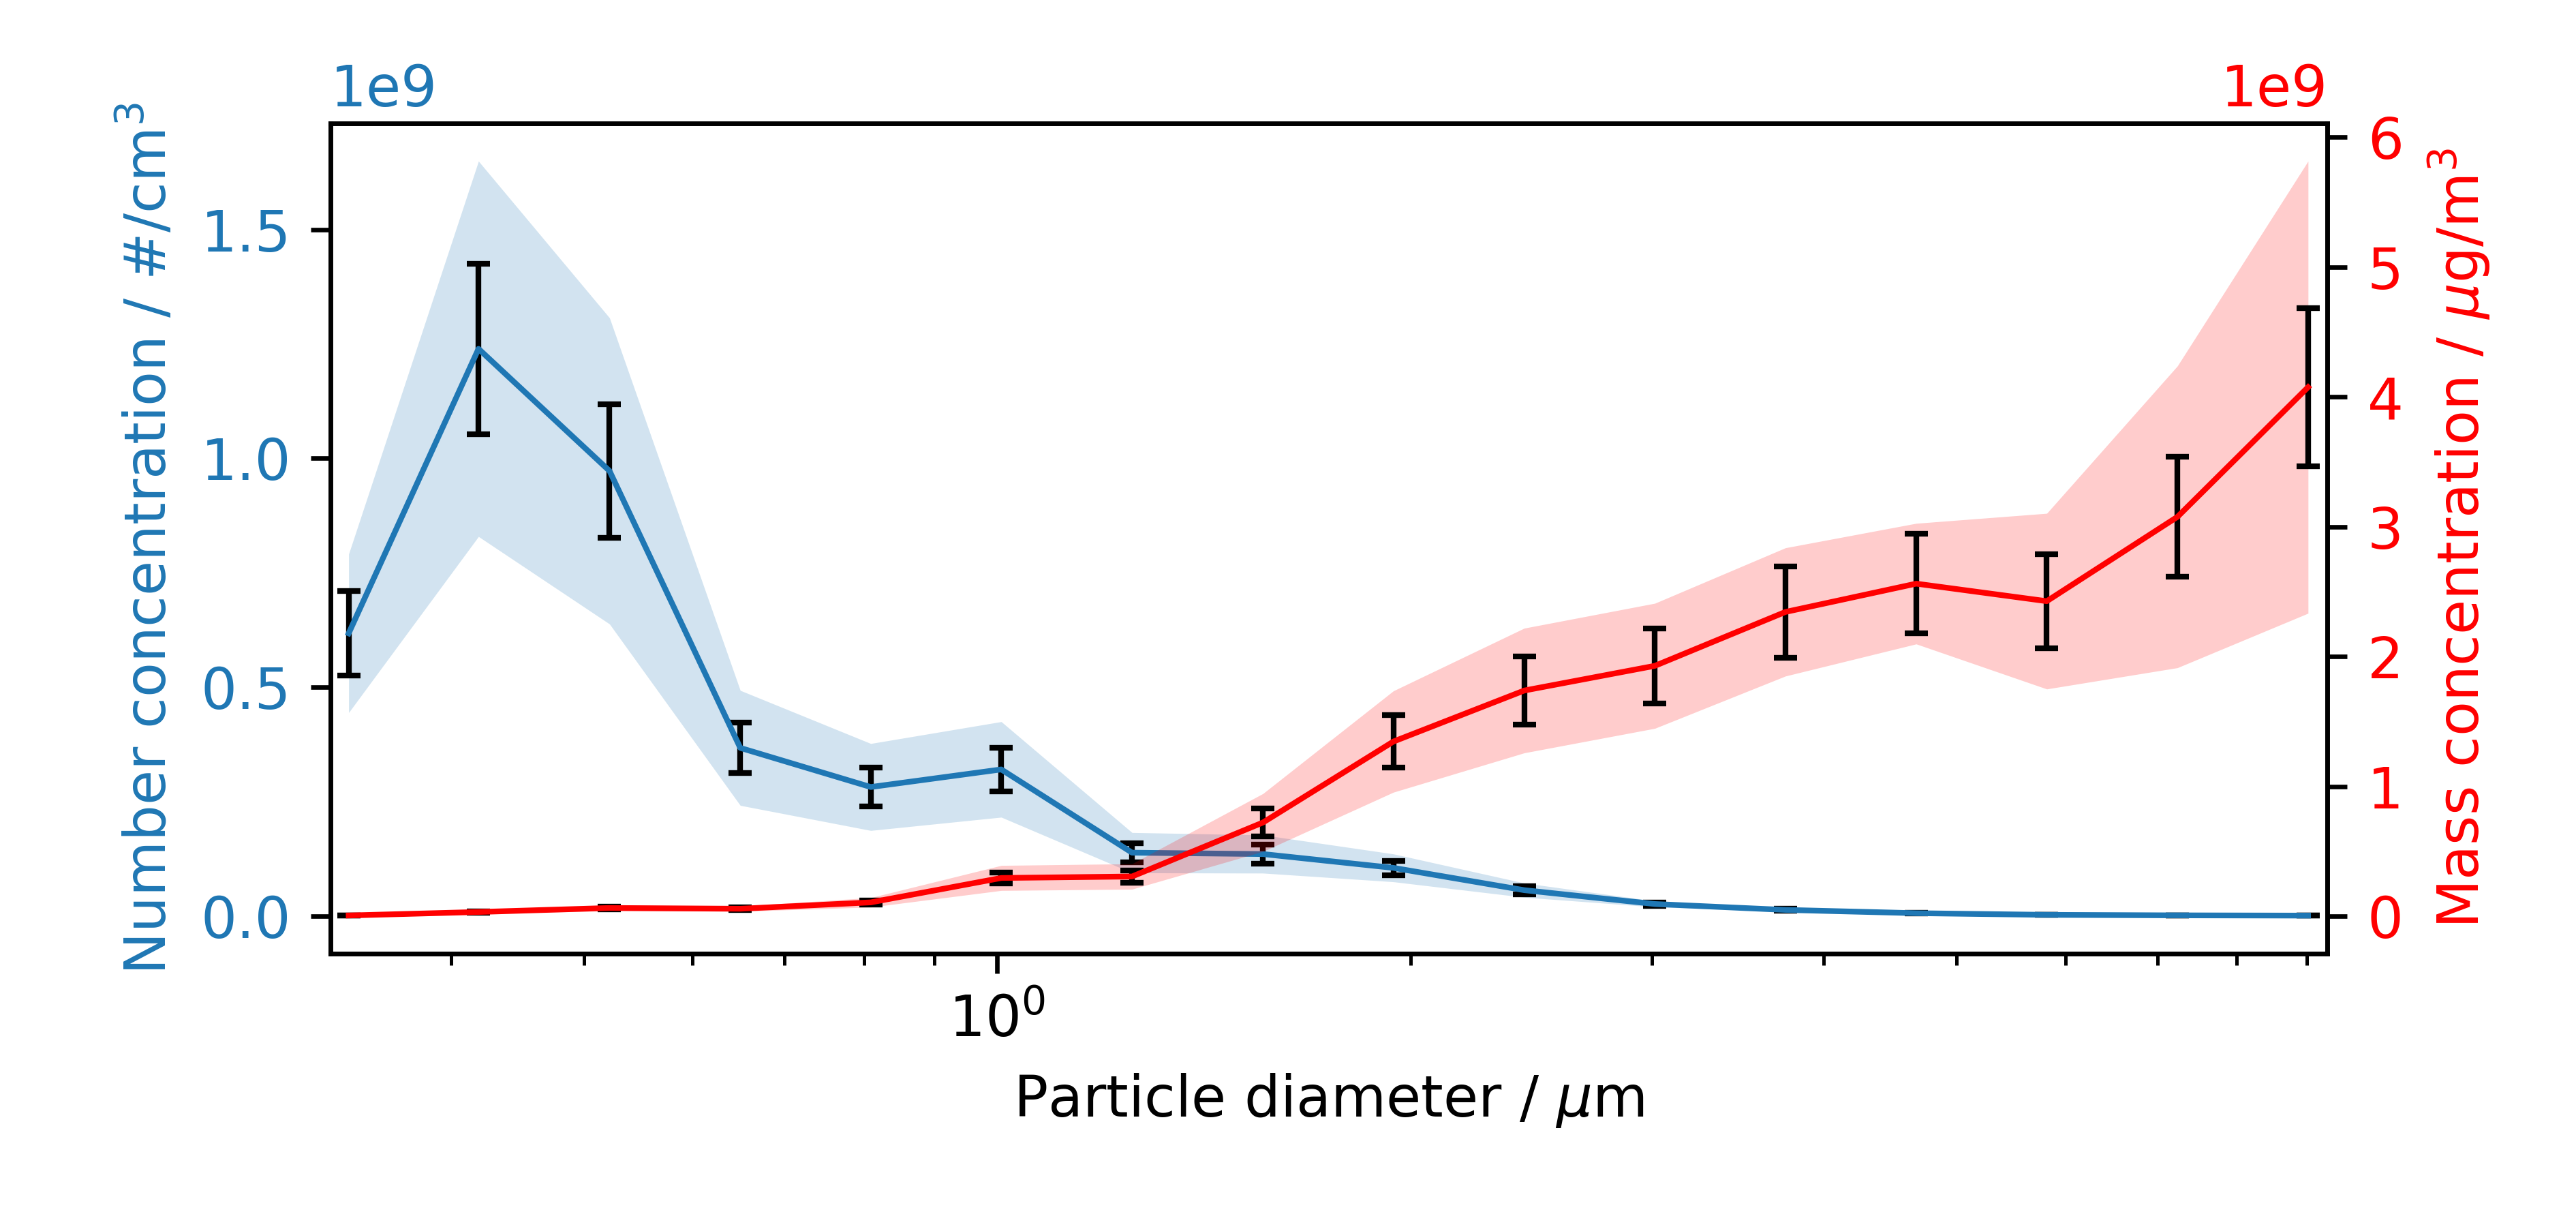 1e9
1e9
Number concentration / #/cm³
1.5
1.0
0.5
0.0
6
5
4
3
2
1
0
Mass concentration / μg/m³
10⁰
Particle diameter / μm